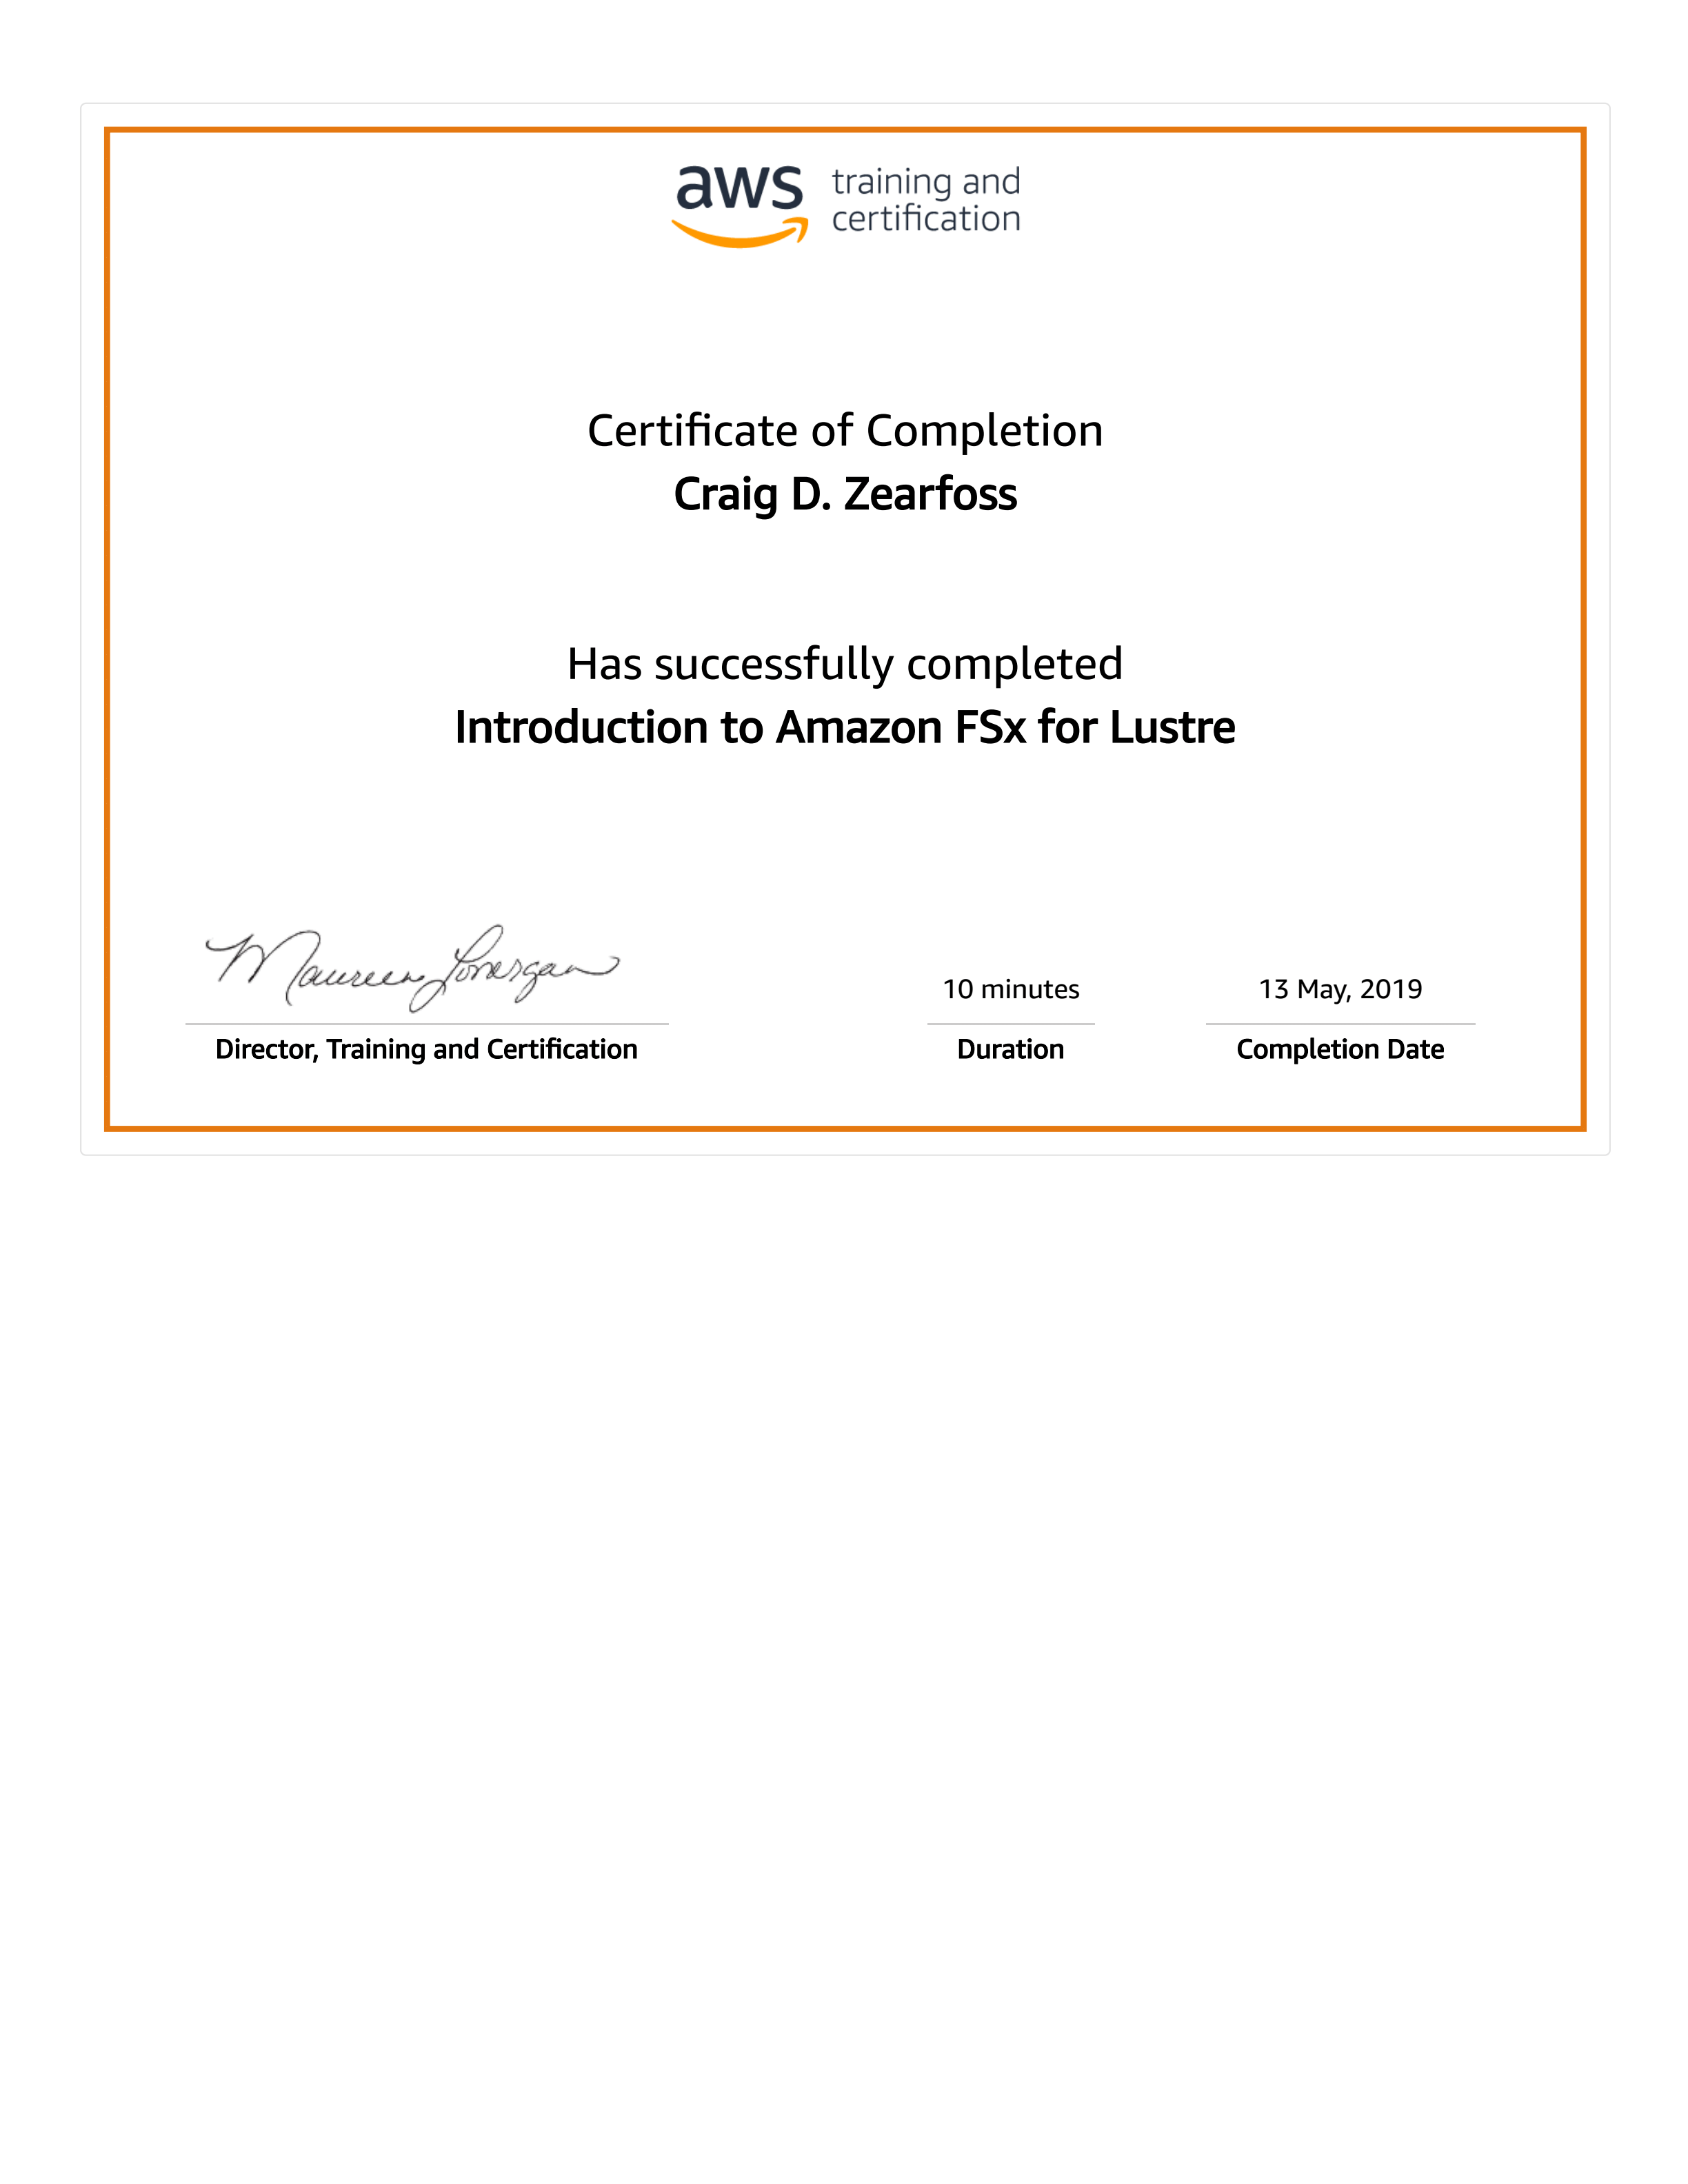 aws training and
certification
Certificate of Completion
Craig D. Zearfoss
Has successfully completed
Introduction to Amazon FSx for Lustre
Maureen Lonergan
10 minutes
13 May, 2019
Director, Training and Certification
Duration
Completion Date